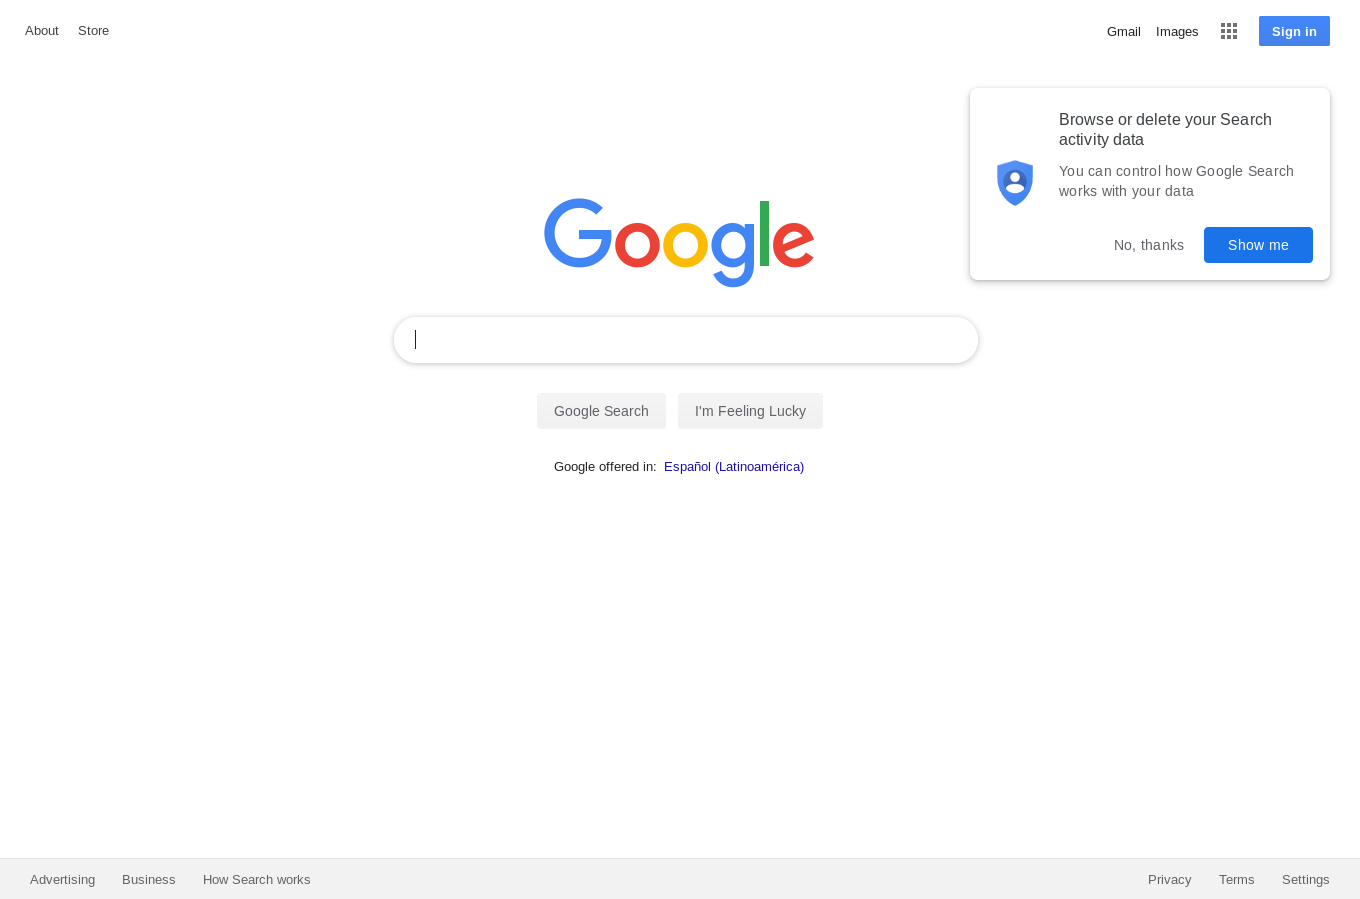 About Store
Gmail Images Sign in
Browse or delete your Search
activity data
You can control how Google Search
works with your data
No, thanks Show me
Google
Google Search I'm Feeling Lucky
Google offered in: Español (Latinoamérica)
Advertising Business How Search works
Privacy Terms Settings